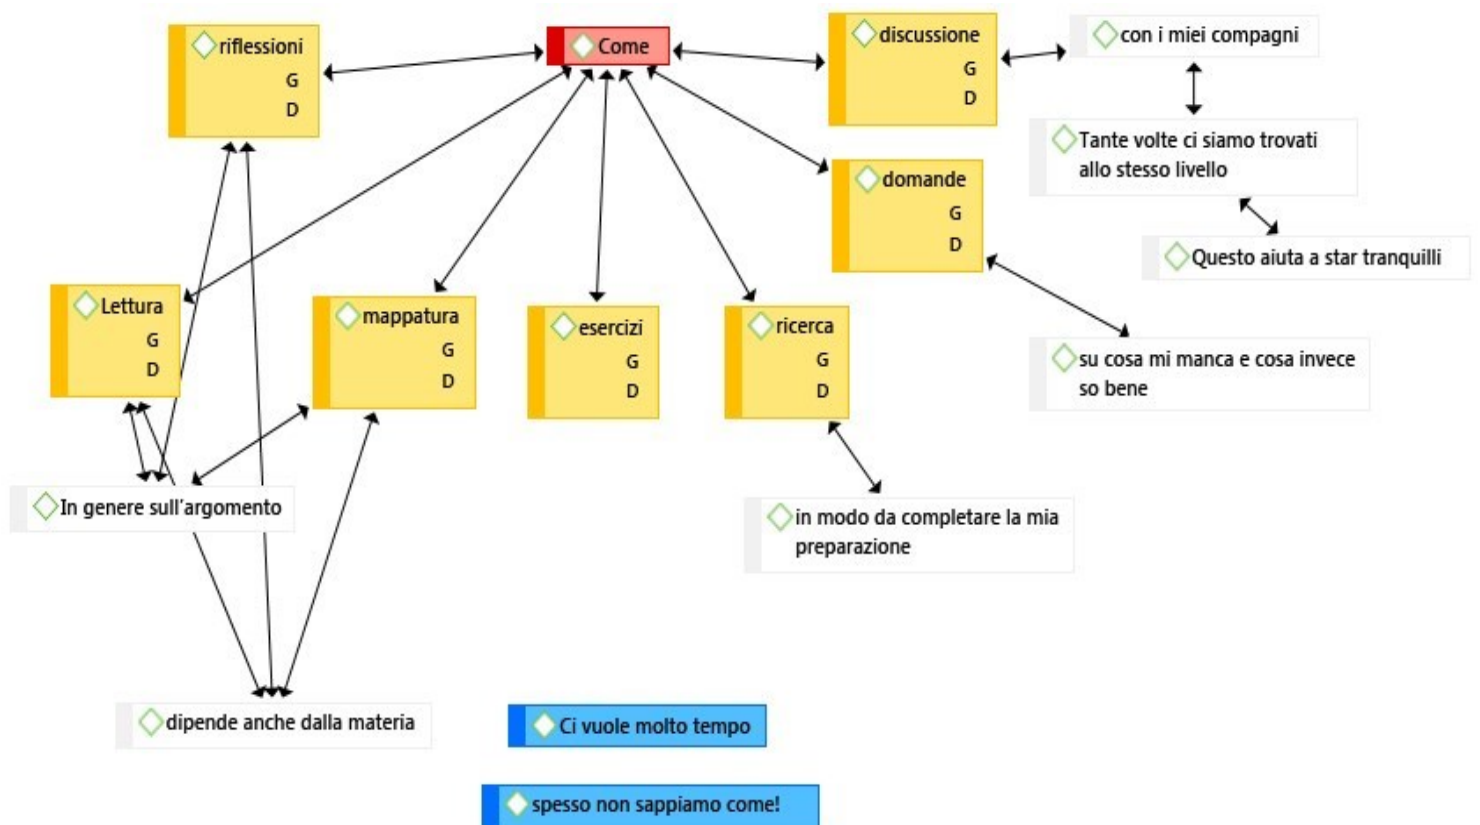 riflessioni
G
D
Come
discussione
G
D
con i miei compagni
Tante volte ci siamo trovati
allo stesso livello
domande
G
D
Questo aiuta a star tranquilli
Lettura
G
D
mappatura
G
D
esercizi
G
D
ricerca
G
D
su cosa mi manca e cosa invece
so bene
In genere sull'argomento
in modo da completare la mia
preparazione
dipende anche dalla materia
Ci vuole molto tempo
spesso non sappiamo come!